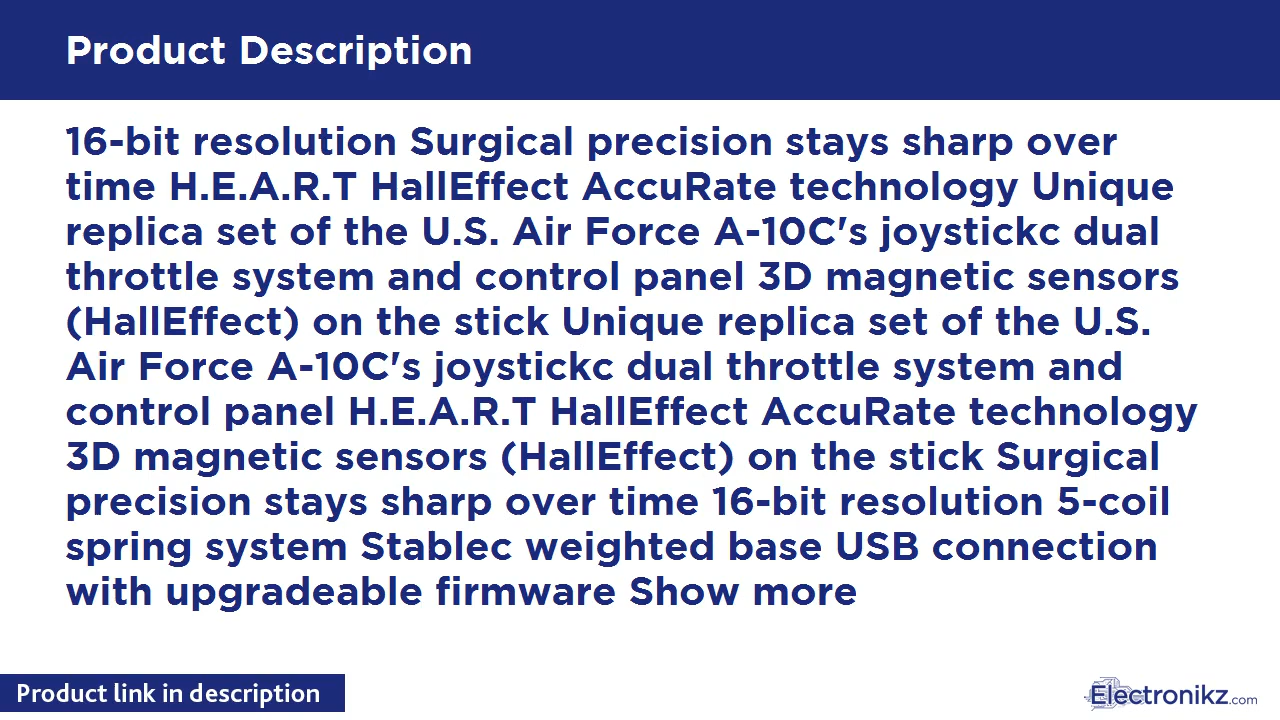 Product Description
16-bit resolution Surgical precision stays sharp over
time H.E.A.R.T HallEffect AccuRate technology Unique
replica set of the U.S. Air Force A-10C's joystickc dual
throttle system and control panel 3D magnetic sensors
(HallEffect) on the stick Unique replica set of the U.S.
Air Force A-10C's joystickc dual throttle system and
control panel H.E.A.R.T HallEffect AccuRate technology
3D magnetic sensors (HallEffect) on the stick Surgical
precision stays sharp over time 16-bit resolution 5-coil
spring system Stablec weighted base USB connection
with upgradeable firmware Show more
Product link in description
Electronikz.com